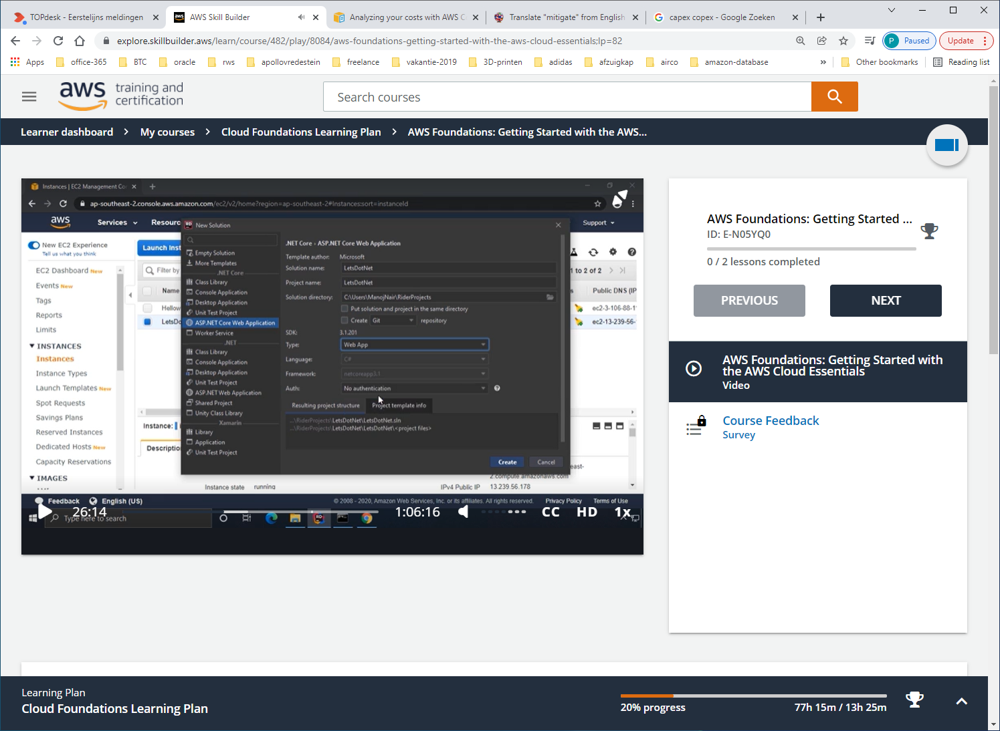 TOPdesk - Eerstelijns meldingen
AWS Skill Builder
Analyzing your costs with AWS C
Translate "mitigate" from English
capex copex - Google Zoeken
explore.skillbuilder.aws/learn/course/482/play/8084/aws-foundations-getting-started-with-the-aws-cloud-essentials;lp=82
P Paused
Update
Apps office-365 BTC oracle rws apollovredestein freelance vakantie-2019 3D-printen adidas afzuigkap airco amazon-database » Other bookmarks Reading list
aws training and certification
Search courses
Learner dashboard > My courses > Cloud Foundations Learning Plan > AWS Foundations: Getting Started with the AWS...
Instances | EC2 Management Co
ap-southeast-2.console.aws.amazon.com/ec2/v2/home?region=ap-southeast-2#Instances:sort=instanceId
aws Services Resourc Support
New EC2 Experience
Tell us what you think
EC2 Dashboard New
Events New
Tags
Reports
Limits
INSTANCES
Instances
Instance Types
Launch Templates New
Spot Requests
Savings Plans
Reserved Instances
Dedicated Hosts New
Capacity Reservations
IMAGES
Launch Inst
Filter by
1 to 2 of 2
Name
Public DNS (IP
Hellow
ec2-3-106-88-1
LetsDo
ec2-13-239-56-
Instance:
Descriptio
RD New Solution
Empty Solution
More Templates
.NET Core
Class Library
Console Application
Desktop Application
Unit Test Project
ASP.NET Core Web Application
Worker Service
.NET
Class Library
Console Application
Desktop Application
Unit Test Project
ASP.NET Web Application
Shared Project
Unity Class Library
Xamarin
Library
Application
Unit Test Project
.NET Core › ASP.NET Core Web Application
Template author: Microsoft
Solution name: LetsDotNet
Project name: LetsDotNet
Solution directory: C:\Users\ManojNair\RiderProjects
Put solution and project in the same directory
Create Git repository
SDK: 3.1.201
Type: Web App
Language: C#
Framework: netcoreapp3.1
Auth: No authentication
Resulting project structure Project template info
...\RiderProjects\LetsDotNet\LetsDotNet.sln
...\RiderProjects\LetsDotNet\LetsDotNet\<project files>
Create Cancel
east-
2.compute.amazonaws.com
Instance state running
IPv4 Public IP 13.239.56.178
Feedback English (US)
© 2008 - 2020, Amazon Web Services, Inc. or its affiliates. All rights reserved. Privacy Policy Terms of Use
Type here to search
26:14
1:06:16
CC HD 1x
AWS Foundations: Getting Started ...
ID: E-N05YQ0
0 / 2 lessons completed
PREVIOUS
NEXT
AWS Foundations: Getting Started with
the AWS Cloud Essentials
Video
Course Feedback
Survey
Learning Plan
Cloud Foundations Learning Plan
20% progress
77h 15m / 13h 25m